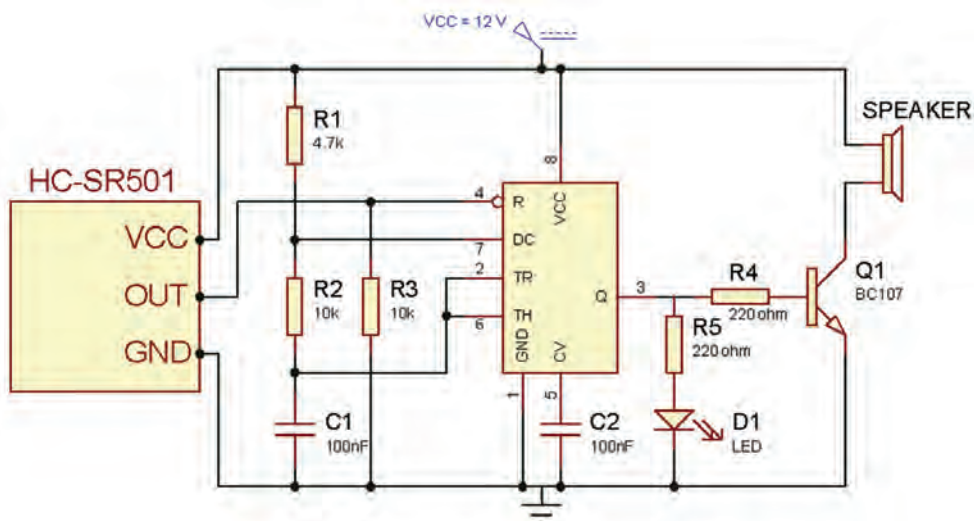 VCC = 12 V
SPEAKER
R1
4.7k
HC-SR501
VCC
OUT
GND
8
VCC
4
R
7
DC
2
TR
6
TH
Q
3
GND
1
CV
5
R2
10k
R3
10k
R4
220 ohm
R5
220 ohm
Q1
BC107
C1
100nF
C2
100nF
D1
LED